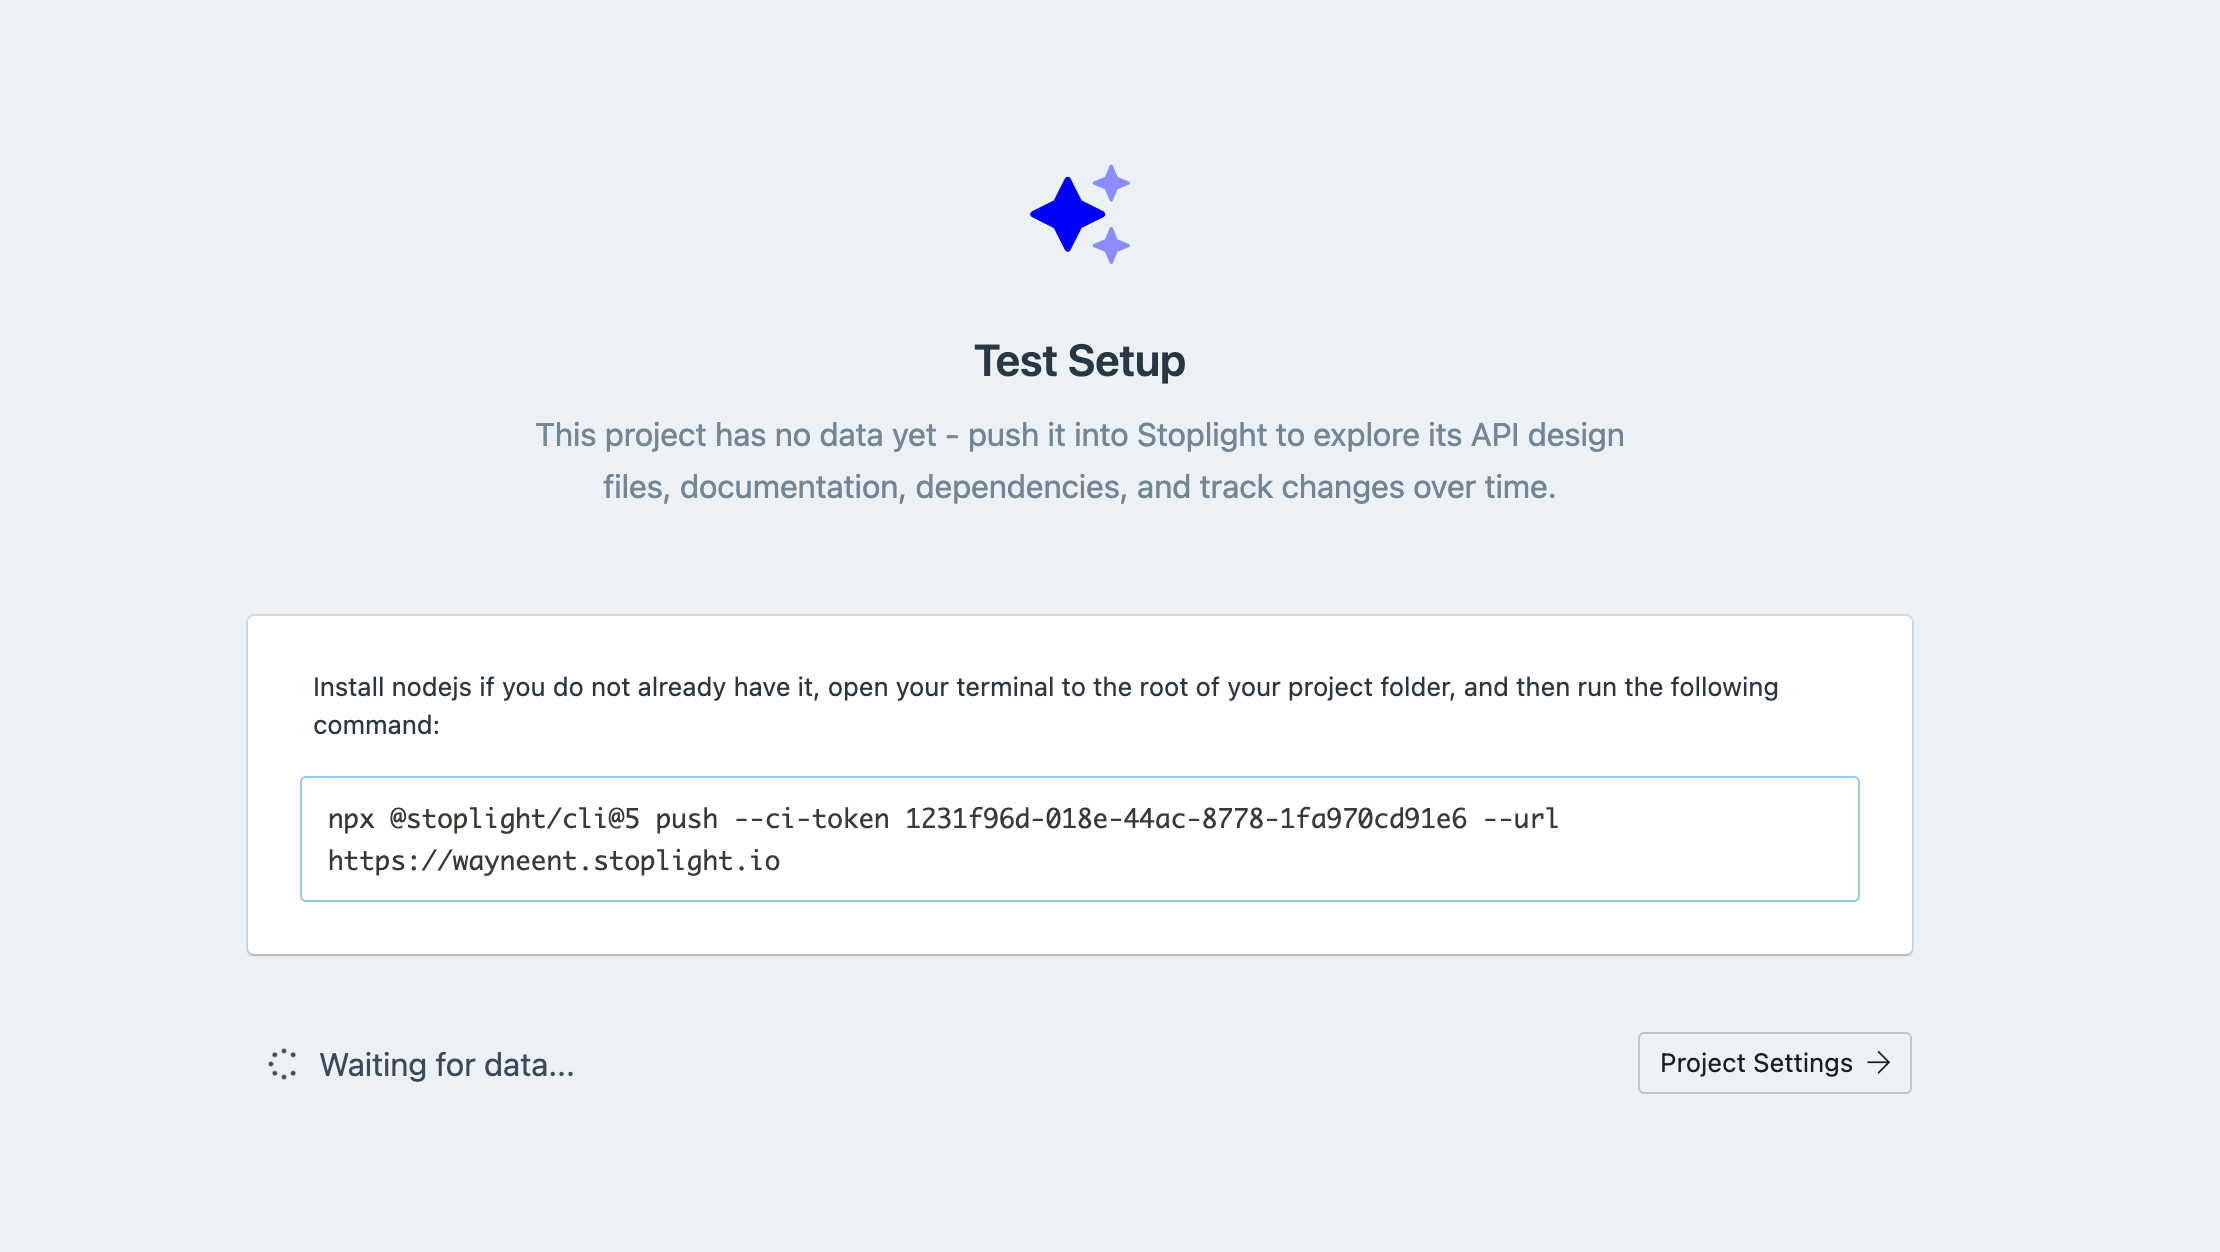 Test Setup
This project has no data yet - push it into Stoplight to explore its API design
files, documentation, dependencies, and track changes over time.
Install nodejs if you do not already have it, open your terminal to the root of your project folder, and then run the following
command:
npx @stoplight/cli@5 push --ci-token 1231f96d-018e-44ac-8778-1fa970cd91e6 --url
https://wayneent.stoplight.io
Waiting for data...
Project Settings →